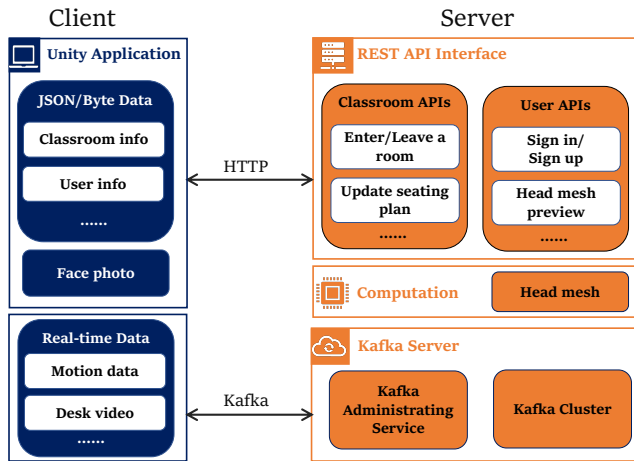 Client
Server
Unity Application
JSON/Byte Data
Classroom info
User info
......
Face photo
Real-time Data
Motion data
Desk video
......
HTTP
Kafka
REST API Interface
Classroom APIs
Enter/Leave a
room
Update seating
plan
......
User APIs
Sign in/
Sign up
Head mesh
preview
......
Computation
Head mesh
Kafka Server
Kafka
Administrating
Service
Kafka Cluster